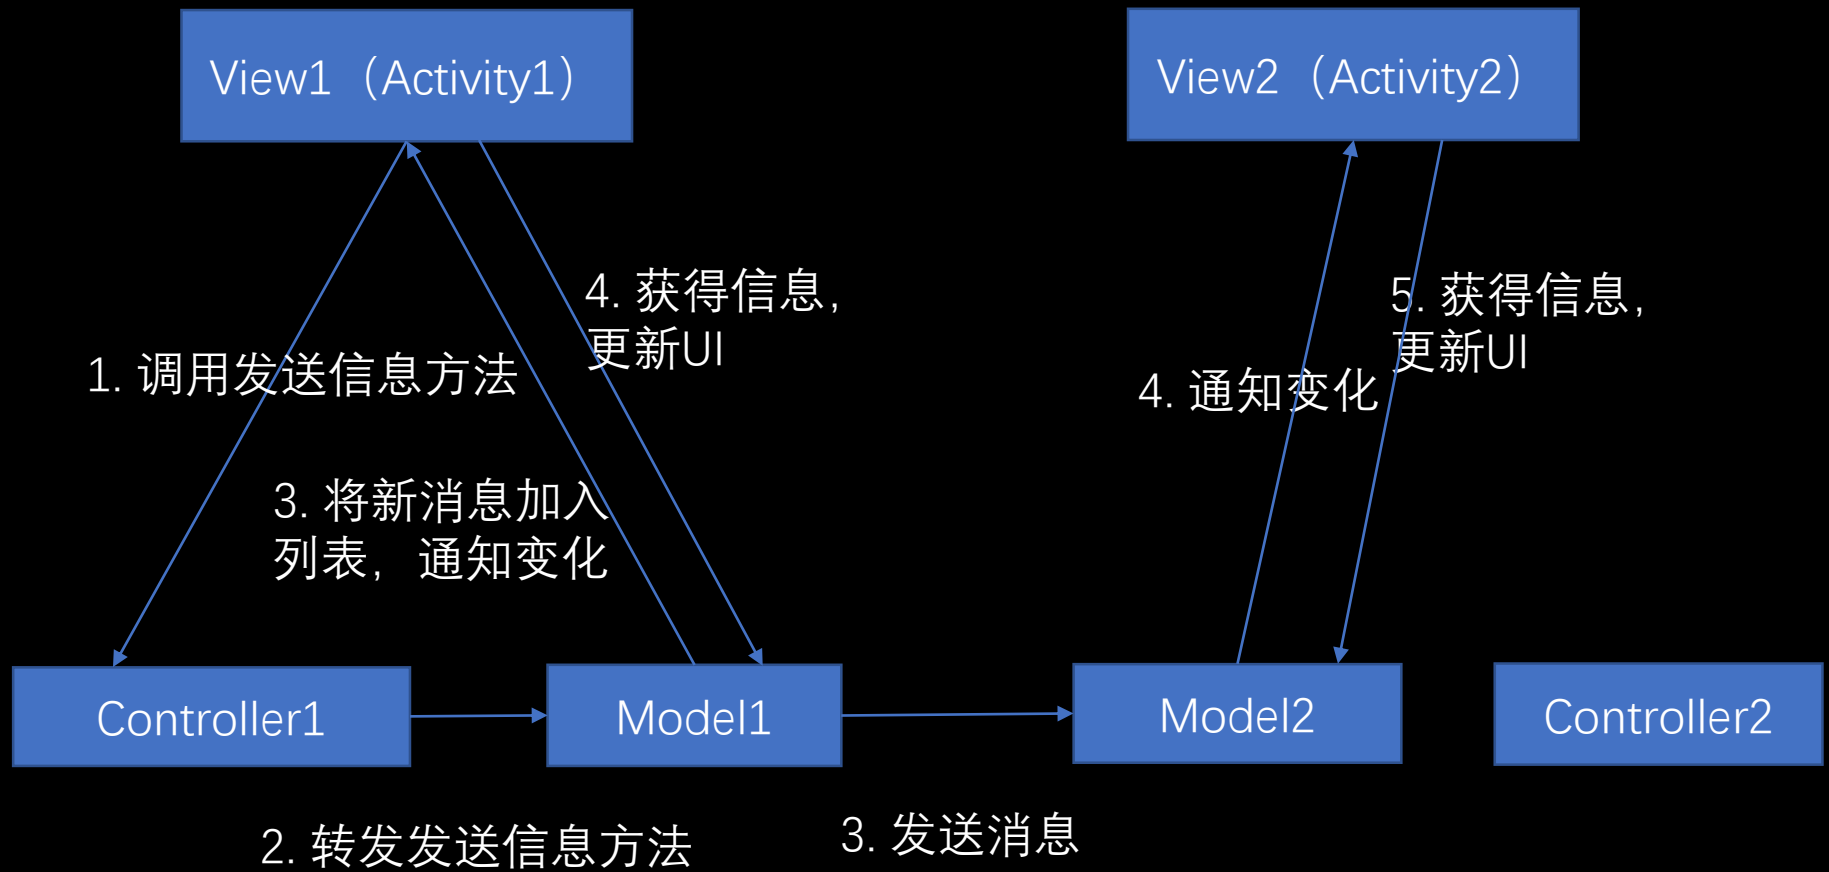 View1（Activity1）
View2（Activity2）
4. 获得信息，
更新UI
5. 获得信息，
更新UI
1. 调用发送信息方法
4. 通知变化
3. 将新消息加入
列表，通知变化
Controller1
Model1
Model2
Controller2
2. 转发发送信息方法
3. 发送消息